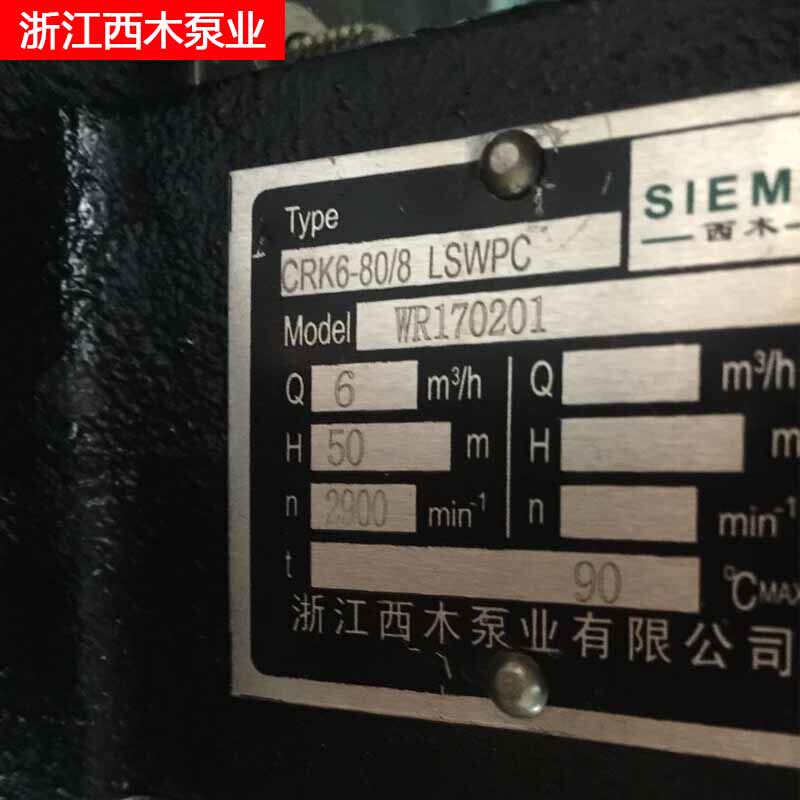 浙江西木泵业
SIEM
西木
Type
CRK6-80/8 LSWPC
Model WR170201
Q 6 m³/h Q m³/h
H 50 m H m
n 2900 min⁻¹ n min⁻¹
t 90 °CMAX
浙江西木泵业有限公司